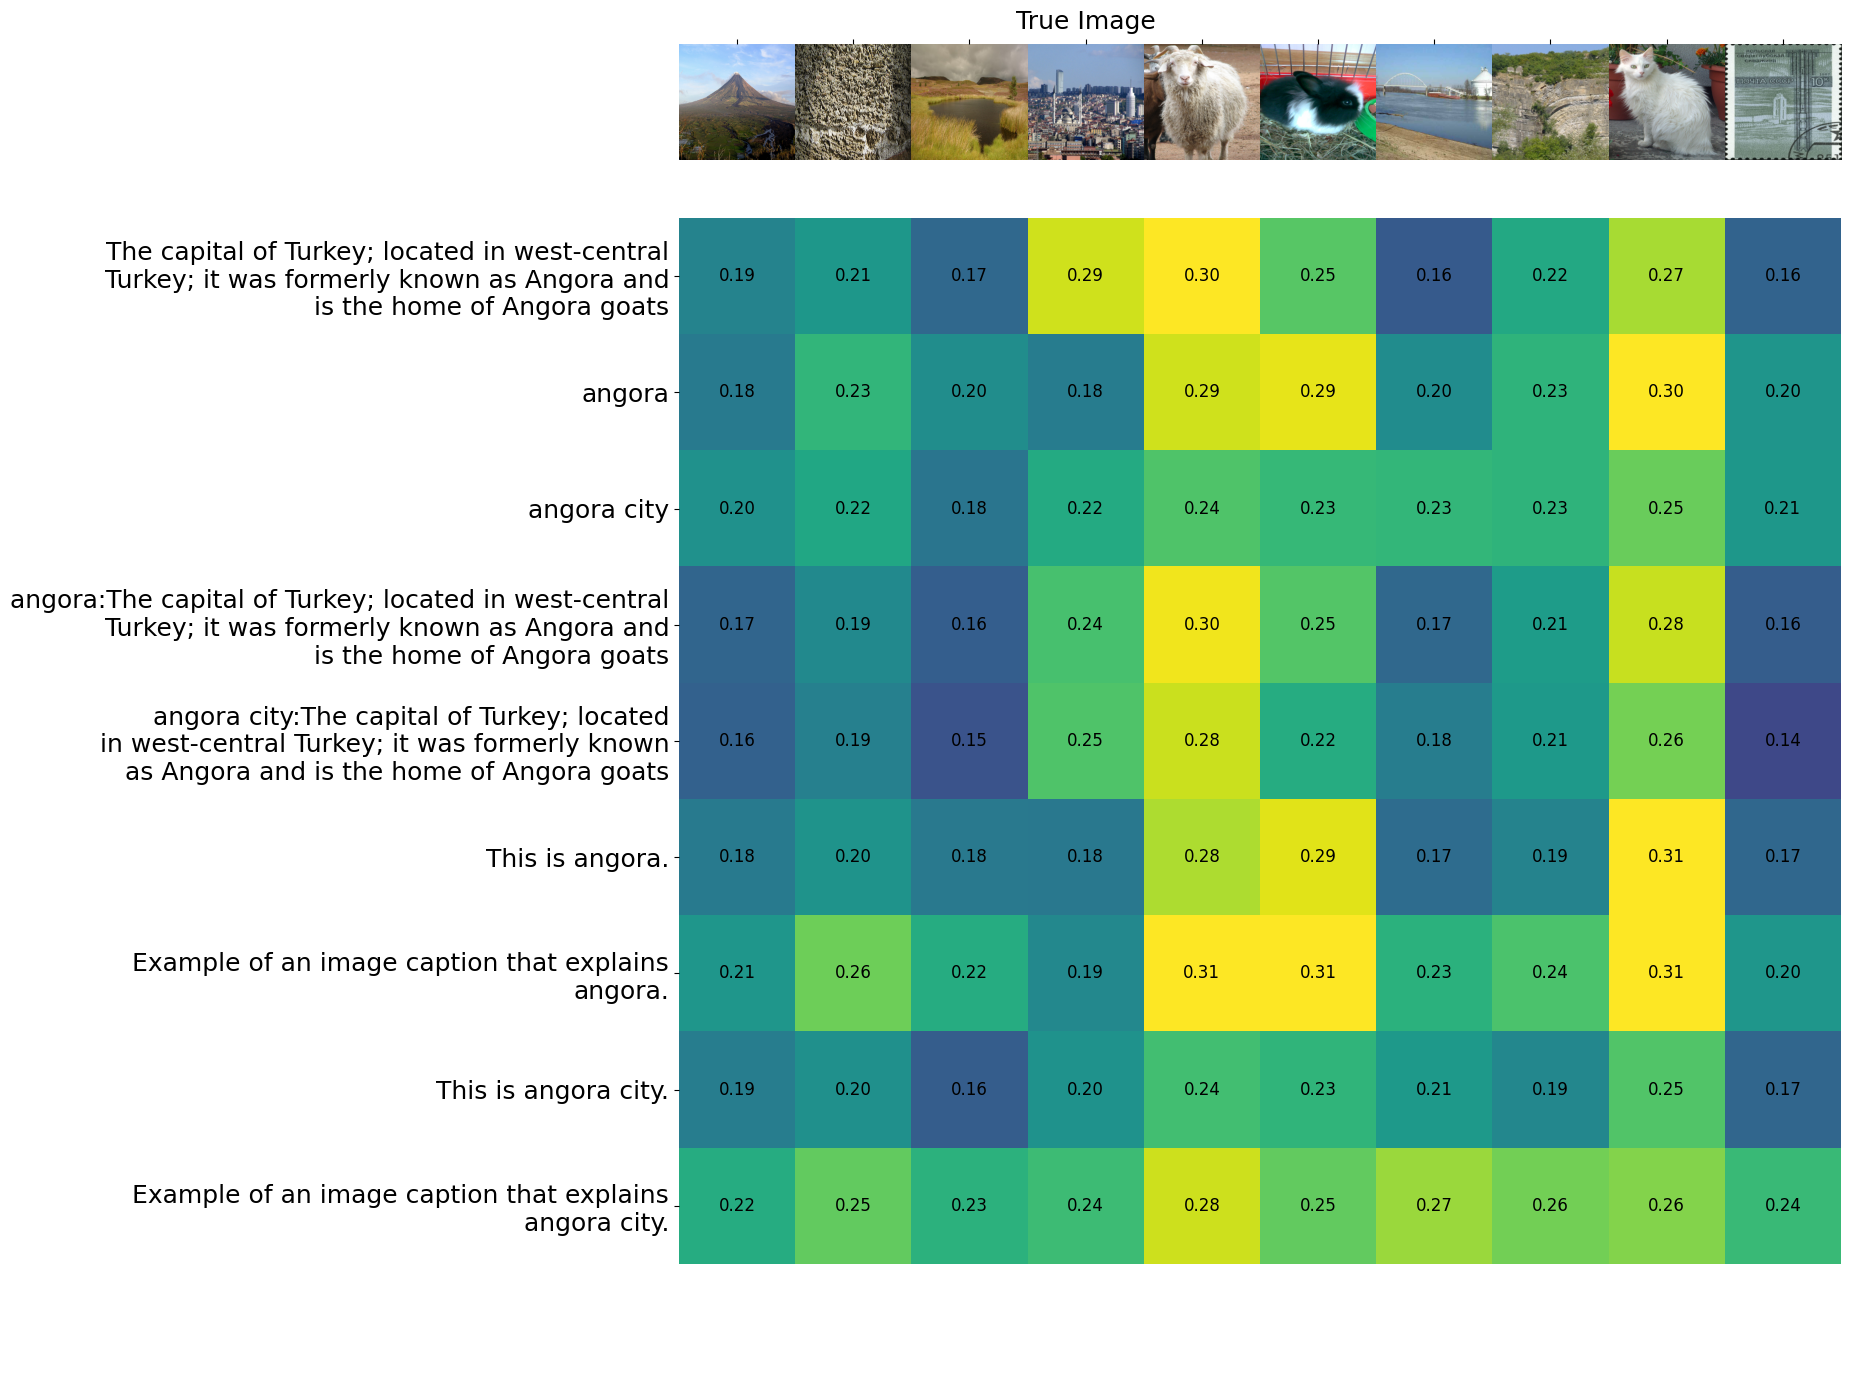 True Image
The capital of Turkey; located in west-central
Turkey; it was formerly known as Angora and
is the home of Angora goats
0.19 0.21 0.17 0.29 0.30 0.25 0.16 0.22 0.27 0.16
angora
0.18 0.23 0.20 0.18 0.29 0.29 0.20 0.23 0.30 0.20
angora city
0.20 0.22 0.18 0.22 0.24 0.23 0.23 0.23 0.25 0.21
angora:The capital of Turkey; located in west-central
Turkey; it was formerly known as Angora and
is the home of Angora goats
0.17 0.19 0.16 0.24 0.30 0.25 0.17 0.21 0.28 0.16
angora city:The capital of Turkey; located
in west-central Turkey; it was formerly known
as Angora and is the home of Angora goats
0.16 0.19 0.15 0.25 0.28 0.22 0.18 0.21 0.26 0.14
This is angora.
0.18 0.20 0.18 0.18 0.28 0.29 0.17 0.19 0.31 0.17
Example of an image caption that explains
angora.
0.21 0.26 0.22 0.19 0.31 0.31 0.23 0.24 0.31 0.20
This is angora city.
0.19 0.20 0.16 0.20 0.24 0.23 0.21 0.19 0.25 0.17
Example of an image caption that explains
angora city.
0.22 0.25 0.23 0.24 0.28 0.25 0.27 0.26 0.26 0.24